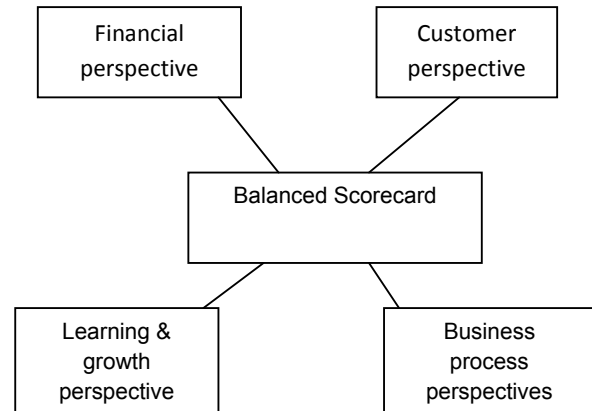 Financial
perspective
Customer
perspective
Balanced Scorecard
Learning &
growth
perspective
Business
process
perspectives